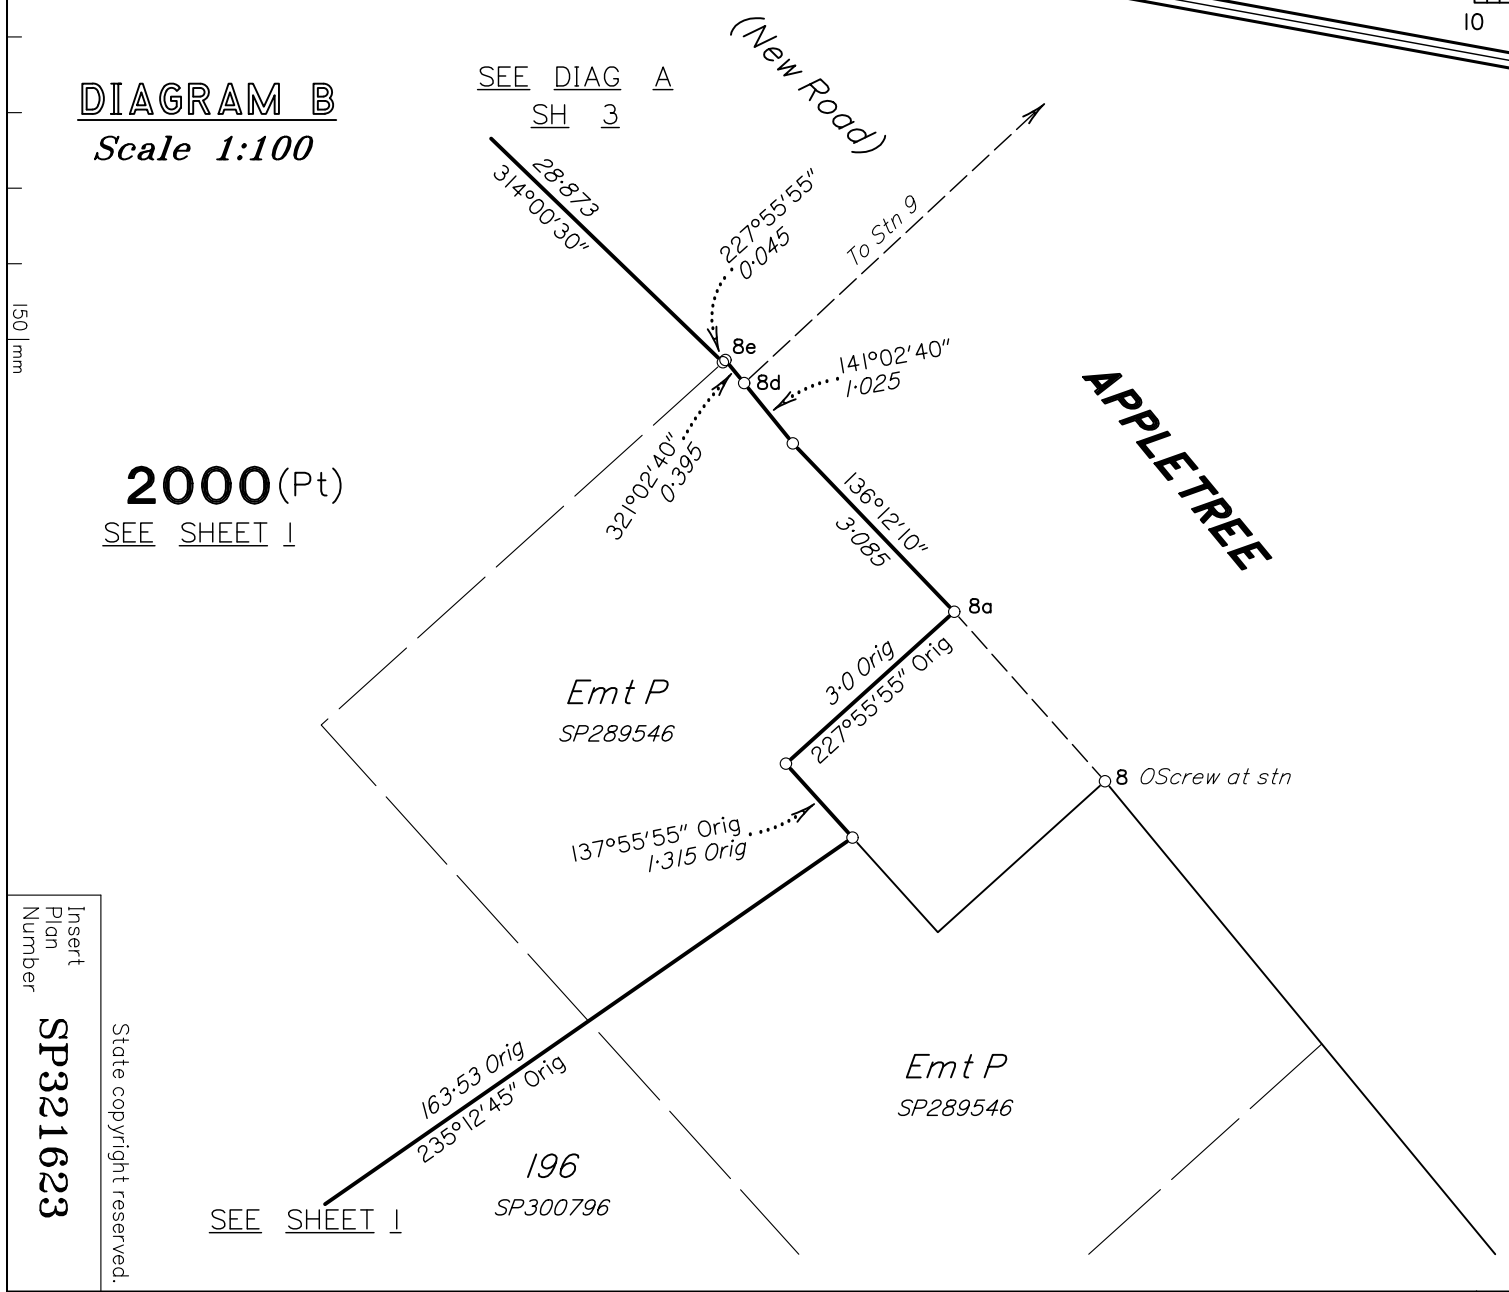 10
DIAGRAM B
Scale 1:100
SEE DIAG A
SH 3
(New Road)
28·873
314°00'30"
227°55'55"
0·045
To Stn 9
150 mm
8e
8d
141°02'40"
1·025
APPLETREE
2000 (Pt)
SEE SHEET 1
321°02'40"
0·395
136°12'10"
3·085
8a
3·0 Orig
227°55'55" Orig
Emt P
SP289546
8 OScrew at stn
137°55'55" Orig
1·315 Orig
Insert
Plan
Number
SP321623
State copyright reserved.
163·53 Orig
235°12'45" Orig
Emt P
SP289546
196
SP300796
SEE SHEET 1